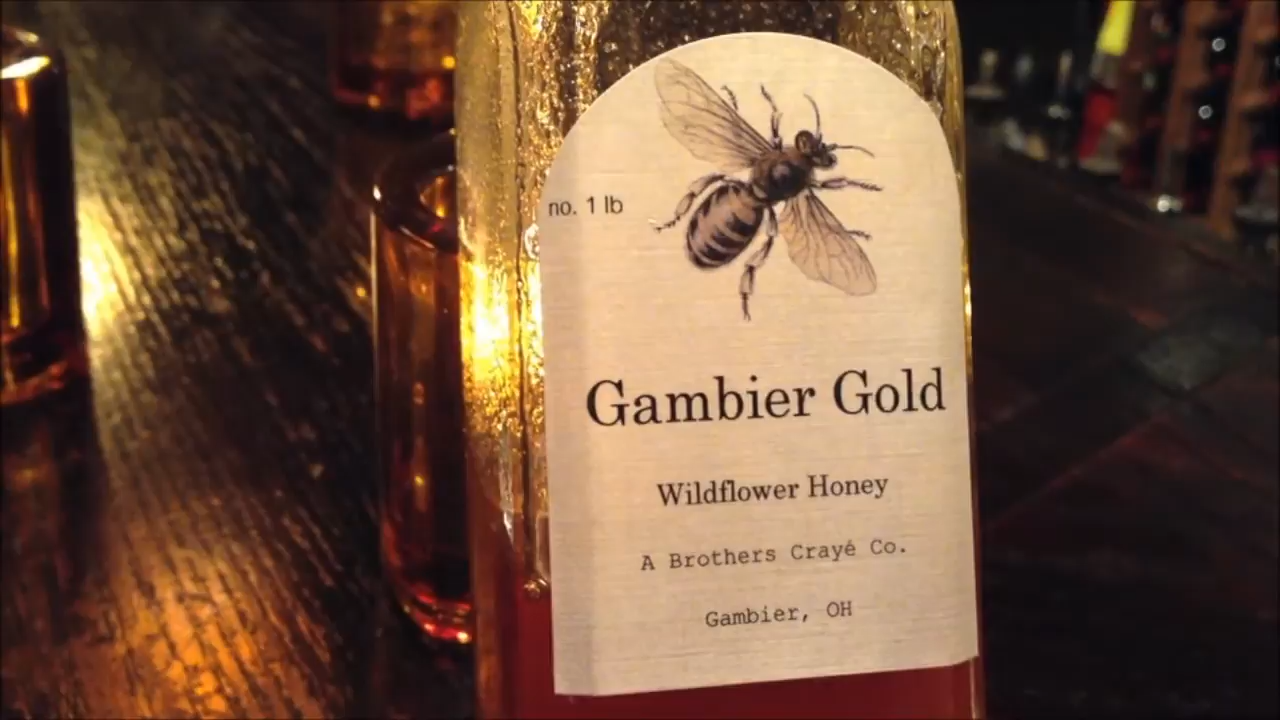 no. 1 lb
Gambier Gold
Wildflower Honey
A Brothers Crayé Co.
Gambier, OH